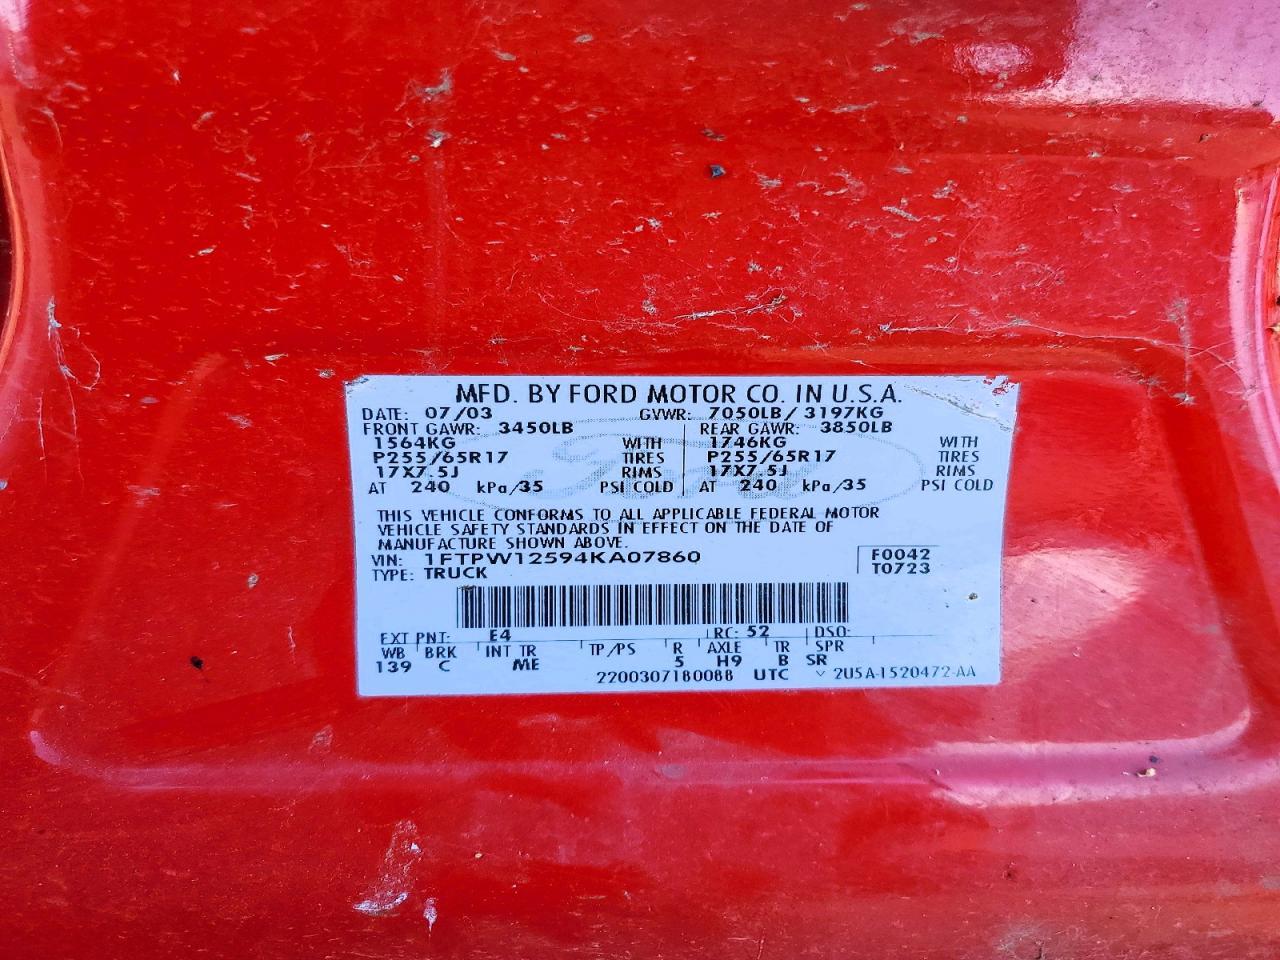 MFD. BY FORD MOTOR CO. IN U.S.A.
DATE: 07/03 GVWR: 7050LB/ 3197KG
FRONT GAWR: 3450LB REAR GAWR: 3850LB
1564KG WITH 1746KG WITH
P255/65R17 TIRES P255/65R17 TIRES
17X7.5J RIMS 17X7.5J RIMS
AT 240 kPa/35 PSI COLD AT 240 kPa/35 PSI COLD
THIS VEHICLE CONFORMS TO ALL APPLICABLE FEDERAL MOTOR
VEHICLE SAFETY STANDARDS IN EFFECT ON THE DATE OF
MANUFACTURE SHOWN ABOVE.
VIN: 1FTPW12594KA07860 F0042
TYPE: TRUCK T0723
EXT PNT: E4 RC: 52 DSO:
WB BRK INT TR TP/PS R AXLE TR SPR
139 C ME 5 H9 B SR
2200307180088 UTC 2U5A-1520472-AA